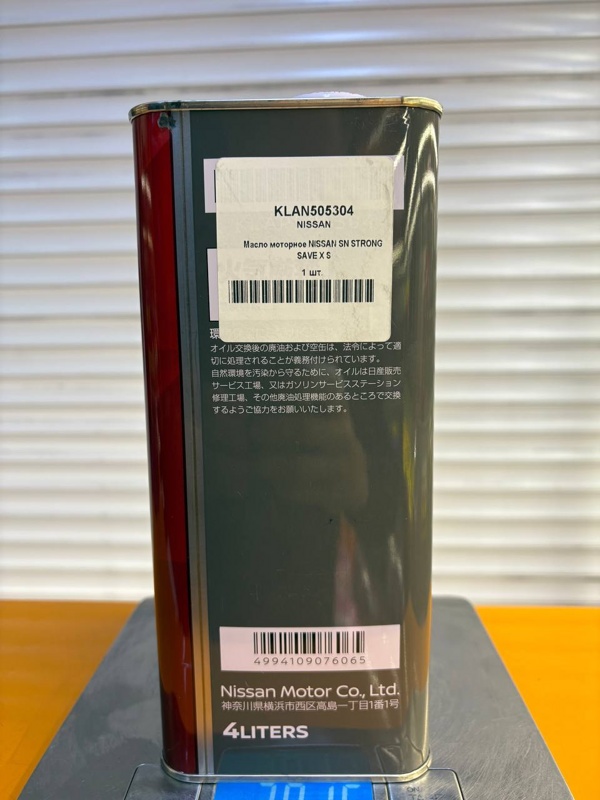 KLAN505304
NISSAN
Масло моторное NISSAN SN STRONG
SAVE X S
1 шт.
環
オイル交換後の廃油および空缶は、法令によって適
切に処理されることが義務付けられています。
自然環境を汚染から守るために、オイルは日産販売
サービス工場、又はガソリンサービスステーション
修理工場、その他廃油処理機能のあるところで交換
するようご協力をお願いいたします。
4994109076065
Nissan Motor Co., Ltd.
神奈川県横浜市西区高島一丁目1番1号
4LITERS